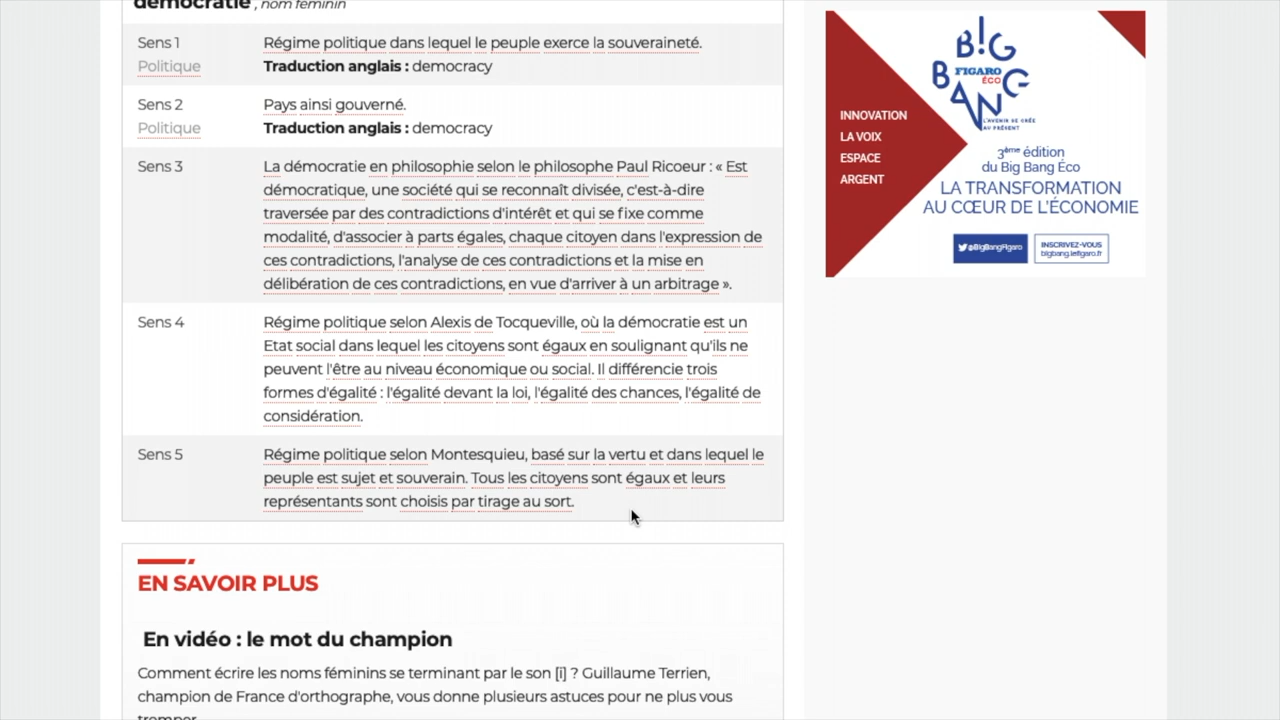 démocratie , nom féminin
Sens 1
Politique
Régime politique dans lequel le peuple exerce la souveraineté.
Traduction anglais : democracy
Sens 2
Politique
Pays ainsi gouverné.
Traduction anglais : democracy
Sens 3
La démocratie en philosphie selon le philosophe Paul Ricoeur : « Est
démocratique, une société qui se reconnaît divisée, c'est-à-dire
traversée par des contradictions d'intérêt et qui se fixe comme
modalité, d'associer à parts égales, chaque citoyen dans l'expression de
ces contradictions, l'analyse de ces contradictions et la mise en
délibération de ces contradictions, en vue d'arriver à un arbitrage ».
Sens 4
Régime politique selon Alexis de Tocqueville, où la démocratie est un
Etat social dans lequel les citoyens sont égaux en soulignant qu'ils ne
peuvent l'être au niveau économique ou social. Il différencie trois
formes d'égalité : l'égalité devant la loi, l'égalité des chances, l'égalité de
considération.
Sens 5
Régime politique selon Montesquieu, basé sur la vertu et dans lequel le
peuple est sujet et souverain. Tous les citoyens sont égaux et leurs
représentants sont choisis par tirage au sort.
EN SAVOIR PLUS
En vidéo : le mot du champion
Comment écrire les noms féminins se terminant par le son [i] ? Guillaume Terrien,
champion de France d'orthographe, vous donne plusieurs astuces pour ne plus vous
tromper.
B!G
BANG
FIGARO
ÉCO
L'AVENIR SE CRÉE
AU PRÉSENT
INNOVATION
LA VOIX
ESPACE
ARGENT
3ème édition
du Big Bang Éco
LA TRANSFORMATION
AU CŒUR DE L'ÉCONOMIE
@BigBangFigaro
INSCRIVEZ-VOUS
bigbang.lefigaro.fr